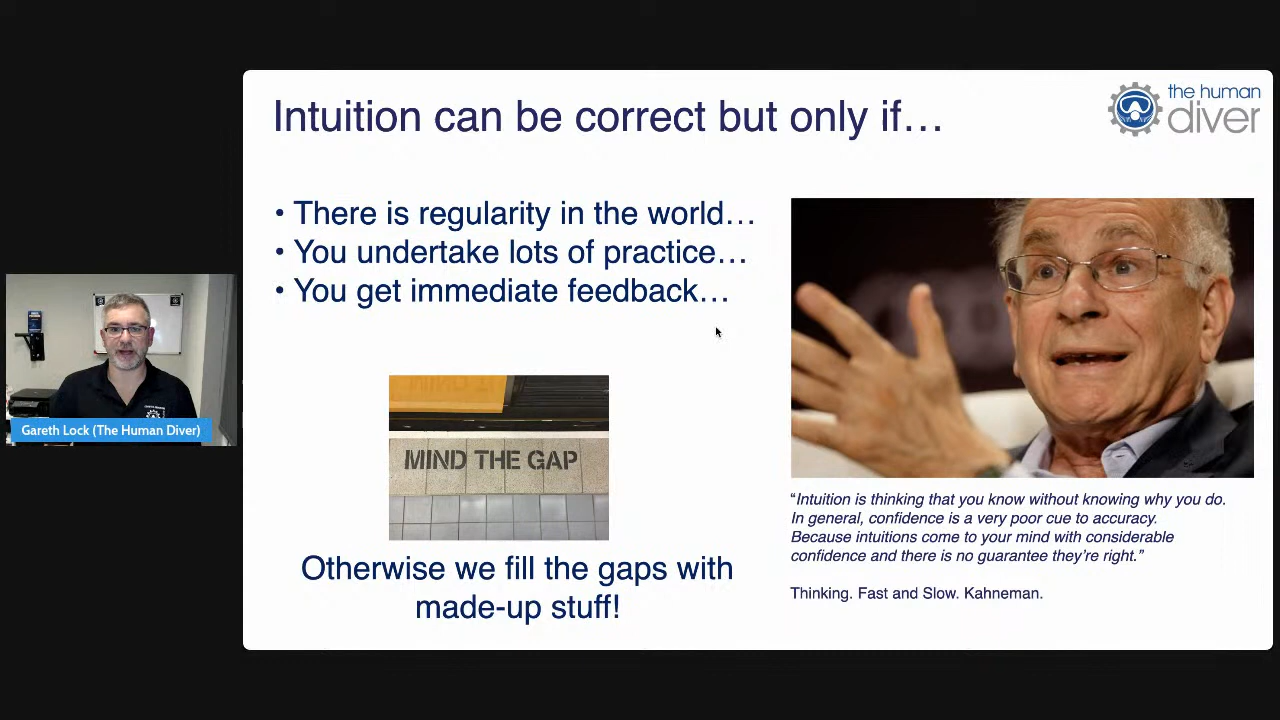 Intuition can be correct but only if…
the human
diver
• There is regularity in the world…
• You undertake lots of practice…
• You get immediate feedback…
Gareth Lock (The Human Diver)
MIND THE GAP
Otherwise we fill the gaps with
made-up stuff!
“Intuition is thinking that you know without knowing why you do.
In general, confidence is a very poor cue to accuracy.
Because intuitions come to your mind with considerable
confidence and there is no guarantee they’re right.”
Thinking. Fast and Slow. Kahneman.